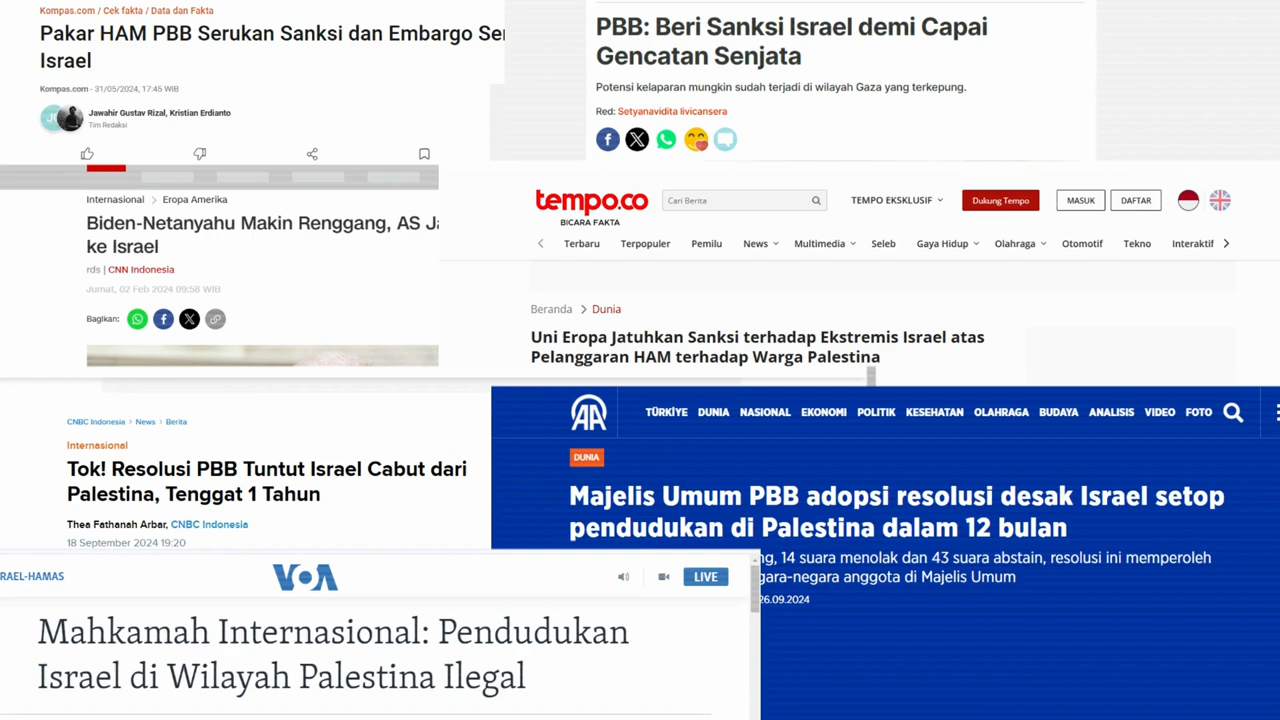 Kompas.com / Cek fakta / Data dan Fakta
Pakar HAM PBB Serukan Sanksi dan Embargo
Israel
Kompas.com - 31/05/2024, 17:45 WIB
Jawahir Gustav Rizal, Kristian Erdianto
Tim Redaksi
PBB: Beri Sanksi Israel demi Capai
Gencatan Senjata
Potensi kelaparan mungkin sudah terjadi di wilayah Gaza yang terkepung.
Red: Setyanavidita livicansera
Internasional > Eropa Amerika
Biden-Netanyahu Makin Renggang, AS
ke Israel
rds | CNN Indonesia
Jumat, 02 Feb 2024 09:58 WIB
Bagikan:
tempo.co
BICARA FAKTA
Cari Berita
TEMPO EKSKLUSIF
Dukung Tempo
MASUK
DAFTAR
Terbaru Terpopuler Pemilu News Multimedia Seleb Gaya Hidup Olahraga Otomotif Tekno Interaktif
Beranda > Dunia
Uni Eropa Jatuhkan Sanksi terhadap Ekstremis Israel atas
Pelanggaran HAM terhadap Warga Palestina
CNBC Indonesia > News > Berita
Internasional
Tok! Resolusi PBB Tuntut Israel Cabut dari
Palestina, Tenggat 1 Tahun
Thea Fathanah Arbar, CNBC Indonesia
18 September 2024 19:20
AA
TÜRKİYE DUNIA NASIONAL EKONOMI POLITIK KESEHATAN OLAHRAGA BUDAYA ANALISIS VIDEO FOTO
DUNIA
Majelis Umum PBB adopsi resolusi desak Israel setop
pendudukan di Palestina dalam 12 bulan
14 suara menolak dan 43 suara abstain, resolusi ini memperoleh
gara-negara anggota di Majelis Umum
26.09.2024
RAEL-HAMAS
VOA
LIVE
Mahkamah Internasional: Pendudukan
Israel di Wilayah Palestina Ilegal